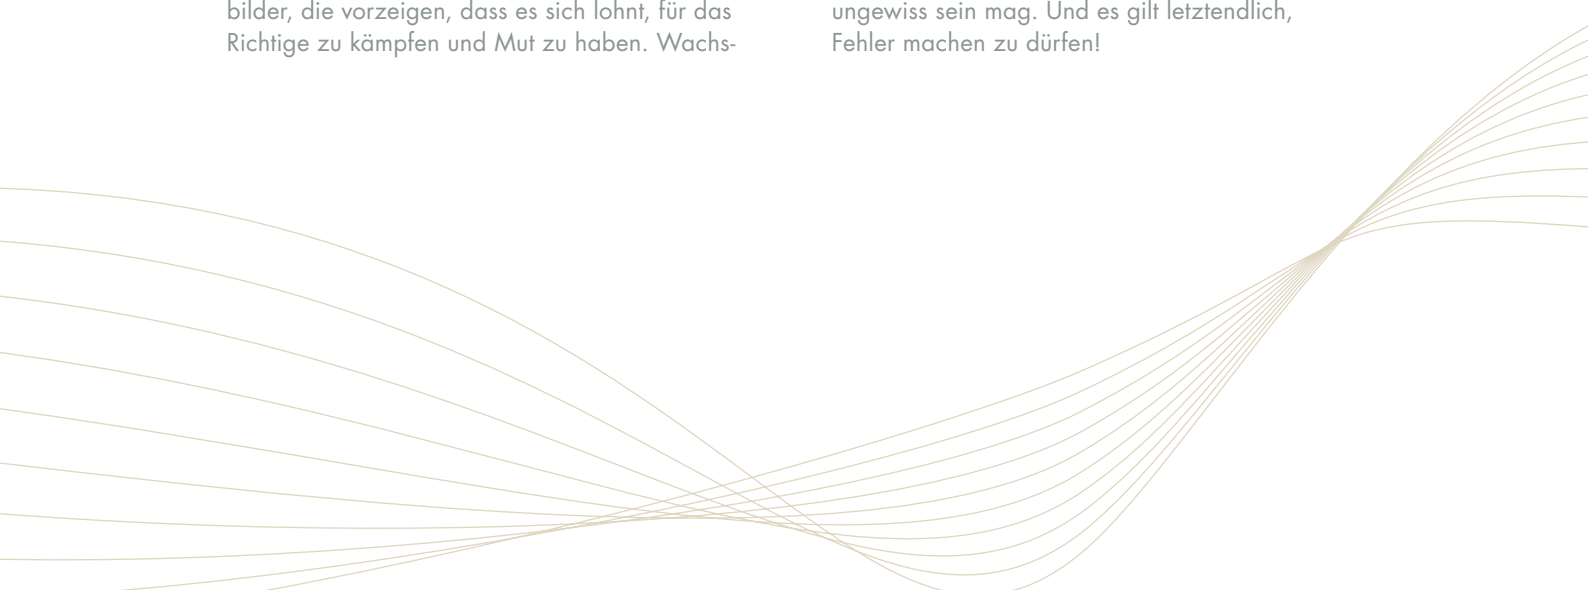 bilder, die vorzeigen, dass es sich lohnt, für das
Richtige zu kämpfen und Mut zu haben. Wachs-
ungewiss sein mag. Und es gilt letztendlich,
Fehler machen zu dürfen!